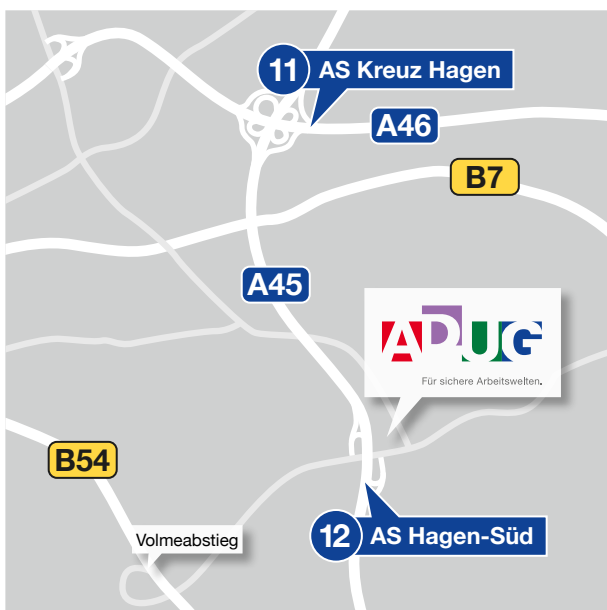 11 AS Kreuz Hagen
A46
B7
A45
ADUG
Für sichere Arbeitswelten.
B54
Volmeabstieg
12 AS Hagen-Süd